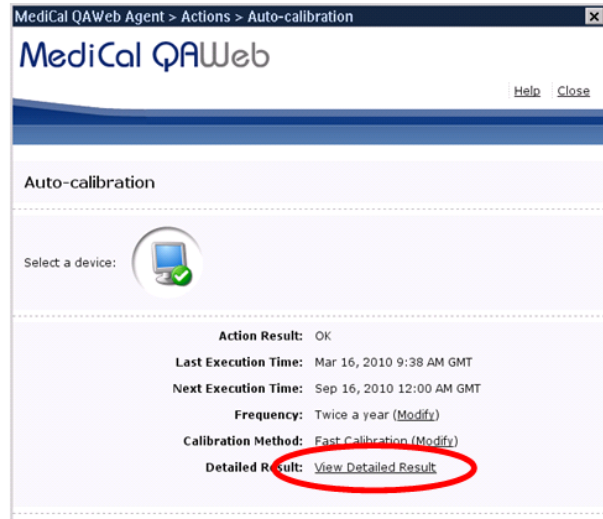 MediCal QAWeb Agent > Actions > Auto-calibration
MediCal QAWeb
Help Close
Auto-calibration
Select a device:
Action Result: OK
Last Execution Time: Mar 16, 2010 9:38 AM GMT
Next Execution Time: Sep 16, 2010 12:00 AM GMT
Frequency: Twice a year (Modify)
Calibration Method: Fast Calibration (Modify)
Detailed Result: View Detailed Result